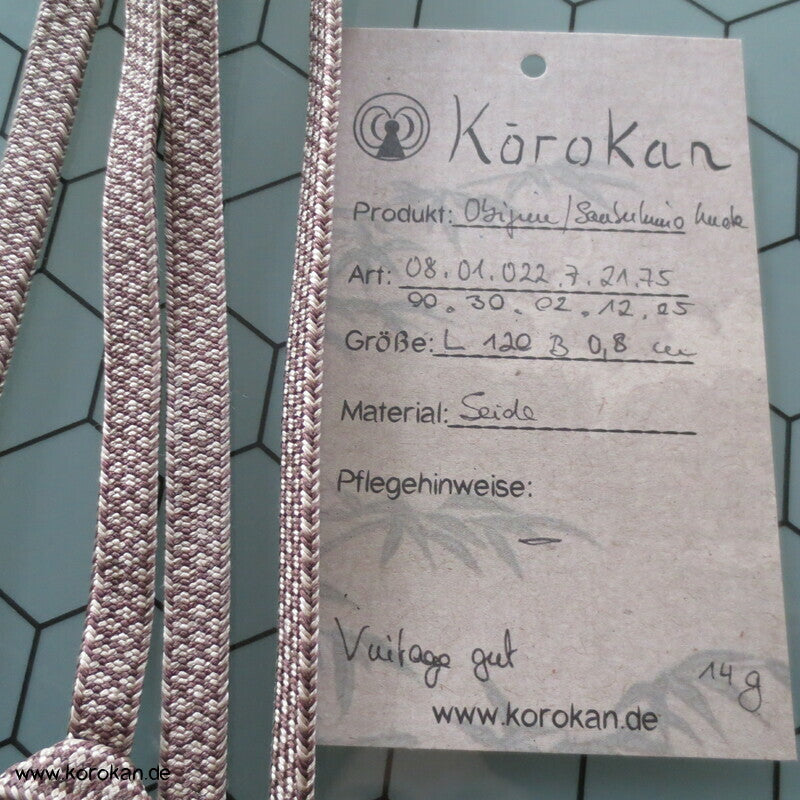 Kōrokan
Produkt: Obijime /
Art: 08.01.022.7.21.75
90.30.02.12.25
Größe: L 120 B 0,8 cm
Material: Seide
Pflegehinweise:
–
Vintage gut
14 g
www.korokan.de
www.korokan.de